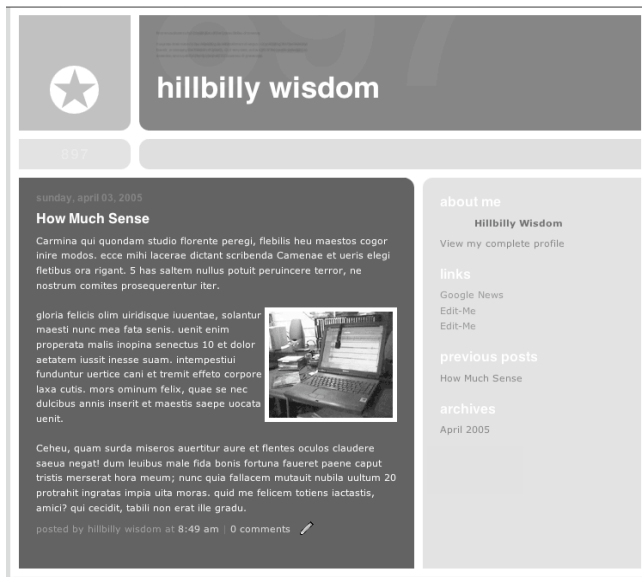 hillbilly wisdom
897
sunday, april 03, 2005
How Much Sense
Carmina qui quondam studio florente peregi, flebilis heu maestos cogor
inire modos. ecce mihi lacerae dictant scribenda Camenae et ueris elegi
fletibus ora rigant. 5 has saltem nullus potuit peruincere terror, ne
nostrum comites prosequerentur iter.
gloria felicis olim uiridisque iuuentae, solantur
maesti nunc mea fata senis. uenit enim
properata malis inopina senectus 10 et dolor
aetatem iussit inesse suam. intempestiui
funduntur uertice cani et tremit effeto corpore
laxa cutis. mors ominum felix, quae se nec
dulcibus annis inserit et maestis saepe uocata
uenit.
Ceheu, quam surda miseros auertitur aure et flentes oculos claudere
saeua negat! dum leuibus male fida bonis fortuna faueret paene caput
tristis merserat hora meum; nunc quia fallacem mutauit nubila uultum 20
protrahit ingratas impia uita moras. quid me felicem totiens iactastis,
amici? qui cecidit, tabili non erat ille gradu.
posted by hillbilly wisdom at 8:49 am | 0 comments
about me
Hillbilly Wisdom
View my complete profile
links
Google News
Edit-Me
Edit-Me
previous posts
How Much Sense
archives
April 2005